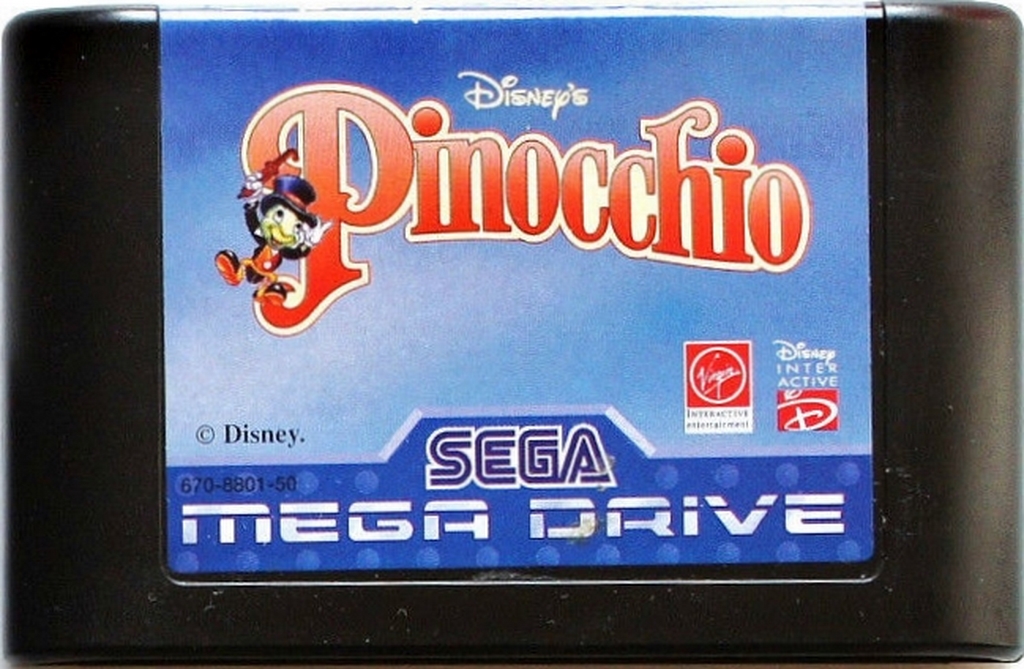 Disney's
Pinocchio
Virgin
INTERACTIVE
entertainment
Disney
INTER
ACTIVE
D
© Disney.
SEGA
670-8801-50
MEGA DRIVE